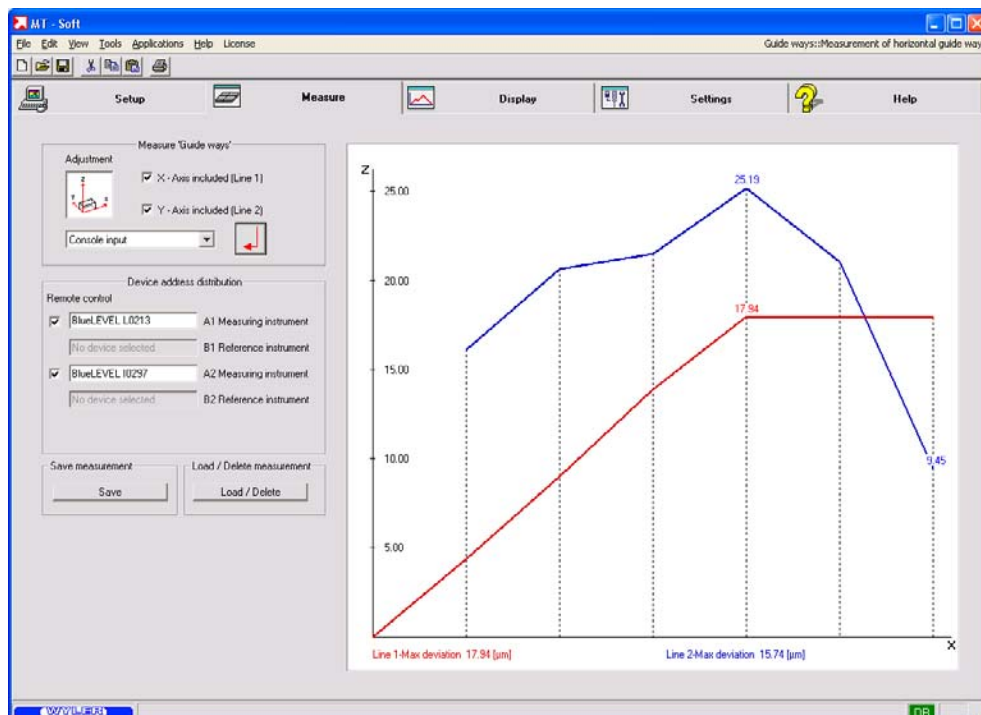 MT - Soft
File Edit View Tools Applications Help License
Guide ways::Measurement of horizontal guide way
Setup
Measure
Display
Settings
Help
Measure 'Guide ways'
Adjustment
X - Axis included (Line 1)
Y - Axis included (Line 2)
Console input
Device address distribution
Remote control
BlueLEVEL L0213 A1 Measuring instrument
No device selected B1 Reference instrument
BlueLEVEL I0297 A2 Measuring instrument
No device selected B2 Reference instrument
Save measurement
Save
Load / Delete measurement
Load / Delete
Z
25.00
20.00
15.00
10.00
5.00
25.19
17.94
9.45
X
Line 1-Max deviation 17.94 [µm]
Line 2-Max deviation 15.74 [µm]
WYLER
DB